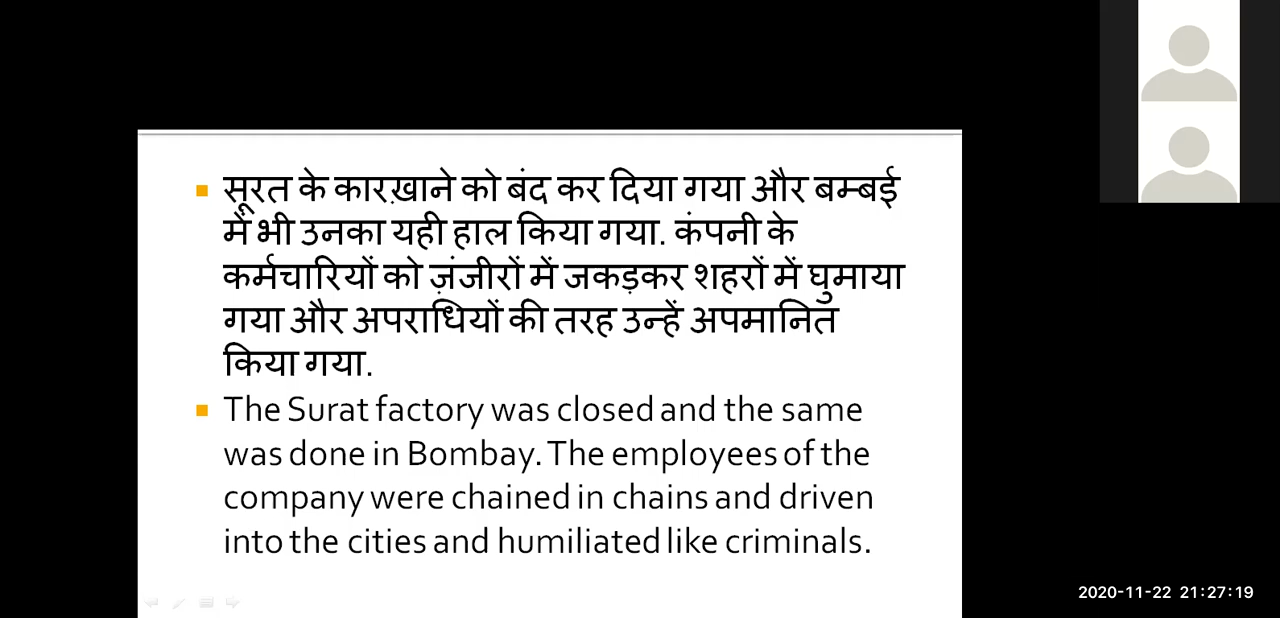 सूरत के कारख़ाने को बंद कर दिया गया और बम्बई
में भी उनका यही हाल किया गया. कंपनी के
कर्मचारियों को ज़ंजीरों में जकड़कर शहरों में घुमाया
गया और अपराधियों की तरह उन्हें अपमानित
किया गया.
The Surat factory was closed and the same
was done in Bombay. The employees of the
company were chained in chains and driven
into the cities and humiliated like criminals.
2020-11-22 21:27:19